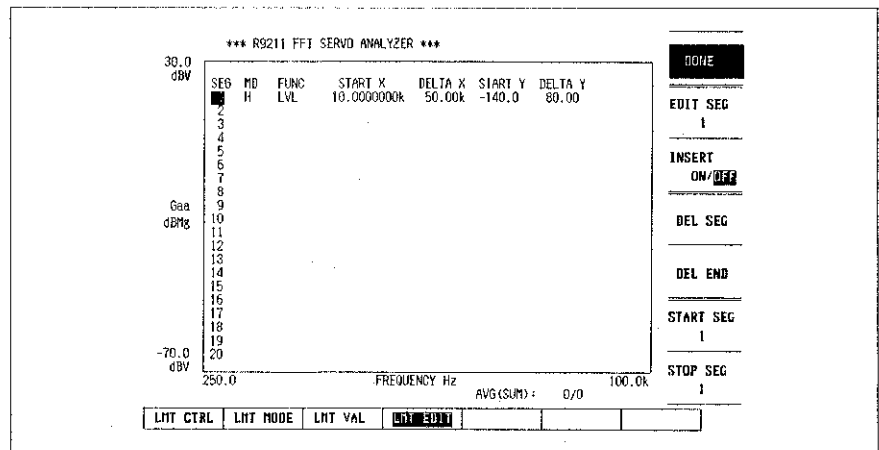 *** R9211 FFT SERVO ANALYZER ***
30.0
dBV
SEG MD FUNC START X DELTA X START Y DELTA Y
H LVL 10.0000000k 50.00k -140.0 80.00
2
3
4
5
6
7
8
9
10
11
12
13
14
15
16
17
18
19
20
Gaa
dBMg
-70.0
dBV
250.0 FREQUENCY Hz 100.0k
AVG(SUM): 0/0
DONE
EDIT SEG
1
INSERT
ON/OFF
DEL SEG
DEL END
START SEG
1
STOP SEG
1
LMT CTRL LMT MODE LMT VAL LMT EDIT